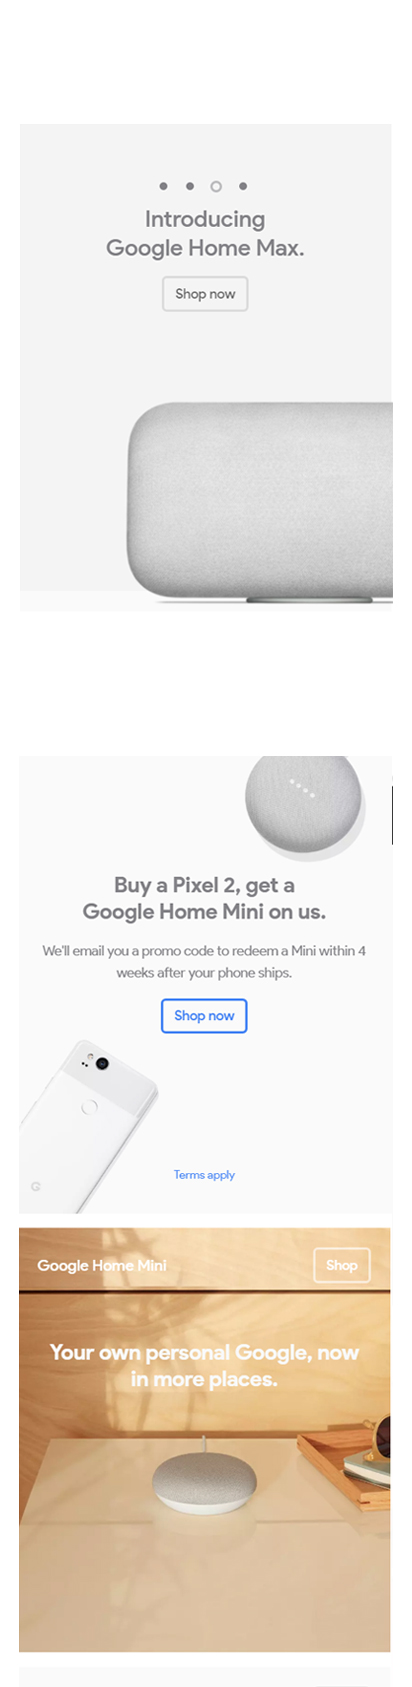 Introducing
Google Home Max.
Shop now
Buy a Pixel 2, get a
Google Home Mini on us.
We'll email you a promo code to redeem a Mini within 4
weeks after your phone ships.
Shop now
G
Terms apply
Google Home Mini
Shop
Your own personal Google, now
in more places.